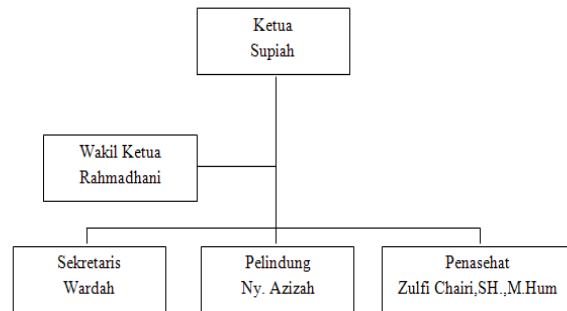 Ketua
Supiah
Wakil Ketua
Rahmadhani
Sekretaris
Wardah
Pelindung
Ny. Azizah
Penasehat
Zulfi Chairi,SH.,M.Hum